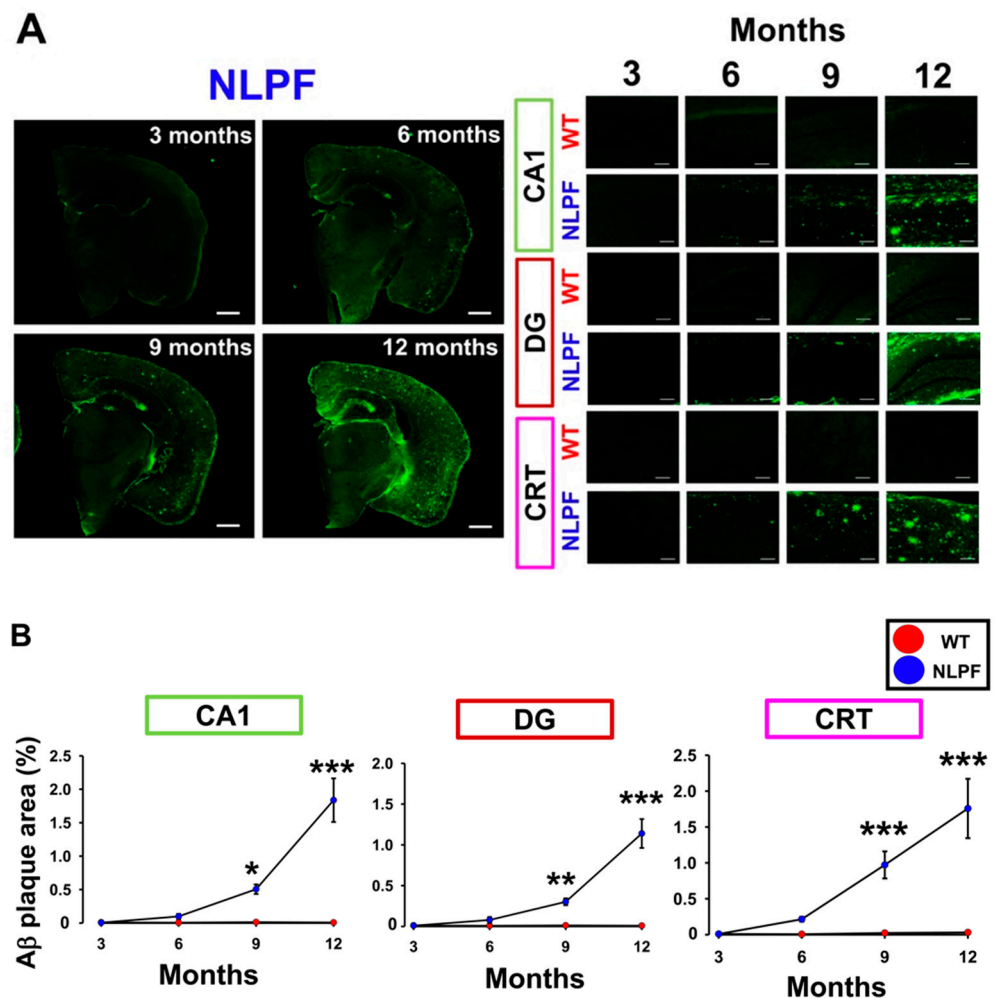 A
NLPF
3 months
6 months
9 months
12 months
Months
3 6 9 12
CA1
WT
NLPF
DG
WT
NLPF
CRT
WT
NLPF
B
WT
NLPF
CA1
DG
CRT
Aβ plaque area (%)
2.5
2.0
1.5
1.0
0.5
0
***
*
3 6 9 12
Months
2.0
1.5
1.0
0.5
0
***
**
3 6 9 12
Months
2.5
2.0
1.5
1.0
0.5
0
***
***
3 6 9 12
Months